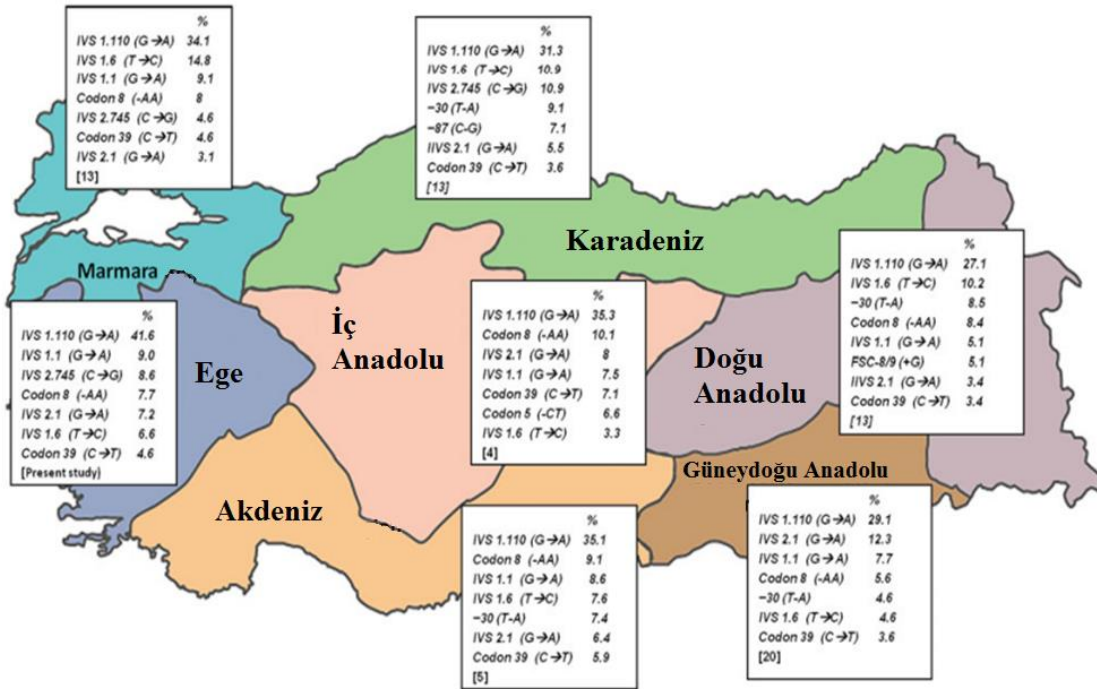 %
IVS 1.110 (G→A) 34.1
IVS 1.6 (T→C) 14.8
IVS 1.1 (G→A) 9.1
Codon 8 (-AA) 8
IVS 2.745 (C→G) 4.6
Codon 39 (C→T) 4.6
IVS 2.1 (G→A) 3.1
[13]
%
IVS 1.110 (G→A) 31.3
IVS 1.6 (T→C) 10.9
IVS 2.745 (C→G) 10.9
−30 (T-A) 9.1
−87 (C-G) 7.1
IIVS 2.1 (G→A) 5.5
Codon 39 (C→T) 3.6
[13]
Karadeniz
Marmara
%
IVS 1.110 (G→A) 27.1
IVS 1.6 (T→C) 10.2
−30 (T-A) 8.5
Codon 8 (-AA) 8.4
IVS 1.1 (G→A) 5.1
FSC-8/9 (+G) 5.1
IIVS 2.1 (G→A) 3.4
Codon 39 (C→T) 3.4
[13]
%
IVS 1.110 (G→A) 41.6
IVS 1.1 (G→A) 9.0
IVS 2.745 (C→G) 8.6
Codon 8 (-AA) 7.7
IVS 2.1 (G→A) 7.2
IVS 1.6 (T→C) 6.6
Codon 39 (C→T) 4.6
[Present study)
Ege
İç
Anadolu
%
IVS 1.110 (G→A) 35.3
Codon 8 (-AA) 10.1
IVS 2.1 (G→A) 8
IVS 1.1 (G→A) 7.5
Codon 39 (C→T) 7.1
Codon 5 (-CT) 6.6
IVS 1.6 (T→C) 3.3
[4]
Doğu
Anadolu
Güneydoğu Anadolu
Akdeniz
%
IVS 1.110 (G→A) 35.1
Codon 8 (-AA) 9.1
IVS 1.1 (G→A) 8.6
IVS 1.6 (T→C) 7.6
−30 (T-A) 7.4
IVS 2.1 (G→A) 6.4
Codon 39 (C→T) 5.9
[5]
%
IVS 1.110 (G→A) 29.1
IVS 2.1 (G→A) 12.3
IVS 1.1 (G→A) 7.7
Codon 8 (-AA) 5.6
−30 (T-A) 4.6
IVS 1.6 (T→C) 4.6
Codon 39 (C→T) 3.6
[20]